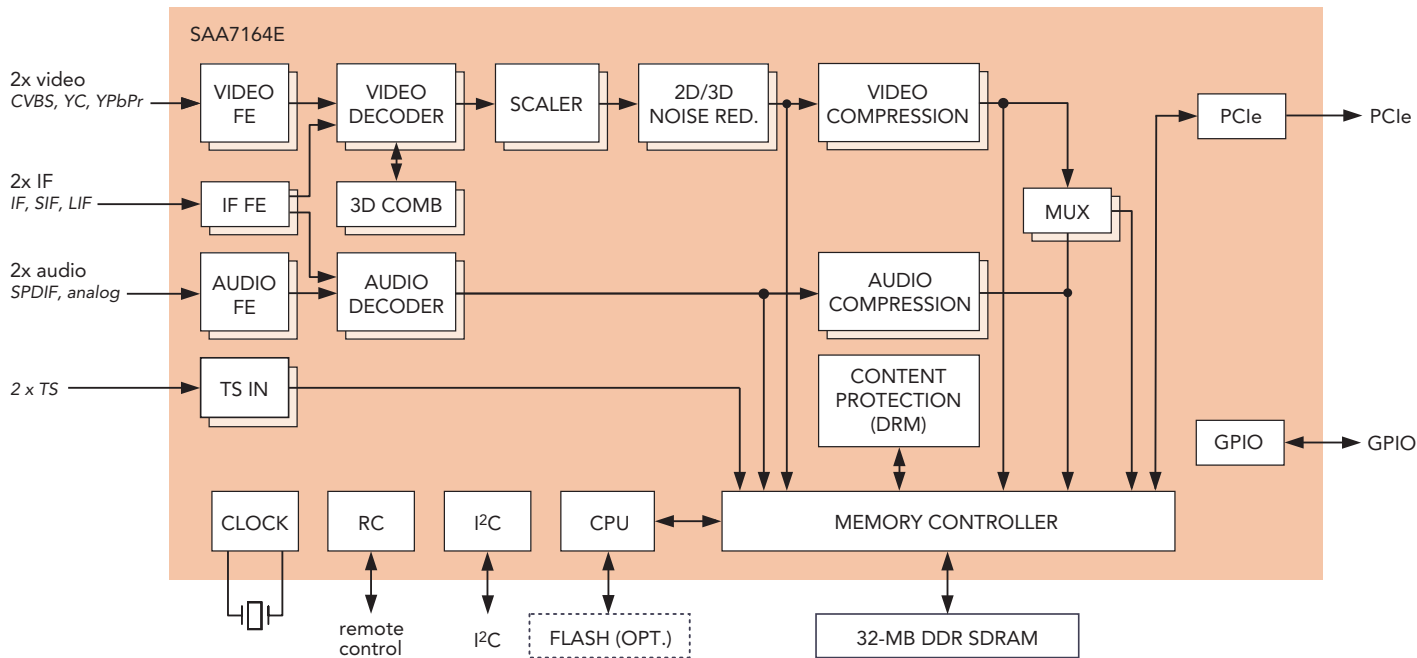 SAA7164E
2x video
CVBS, YC, YPbPr
VIDEO
FE
VIDEO
DECODER
SCALER
2D/3D
NOISE RED.
VIDEO
COMPRESSION
PCIe
PCIe
2x IF
IF, SIF, LIF
IF FE
3D COMB
MUX
2x audio
SPDIF, analog
AUDIO
FE
AUDIO
DECODER
AUDIO
COMPRESSION
2 x TS
TS IN
CONTENT
PROTECTION
(DRM)
GPIO
GPIO
CLOCK
RC
I²C
CPU
MEMORY CONTROLLER
remote
control
I²C
FLASH (OPT.)
32-MB DDR SDRAM